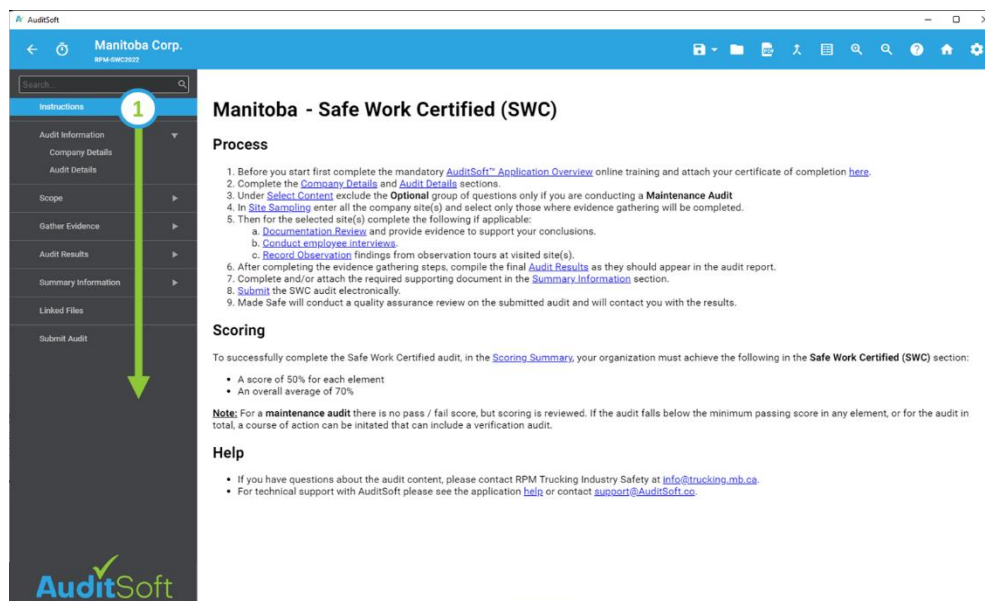 AuditSoft
Manitoba Corp.
RPM-SWC2022
Search...
Instructions
1
Audit Information
Company Details
Audit Details
Scope
Gather Evidence
Audit Results
Summary Information
Linked Files
Submit Audit
AuditSoft
Manitoba - Safe Work Certified (SWC)
Process
1. Before you start first complete the mandatory AuditSoft™ Application Overview online training and attach your certificate of completion here.
2. Complete the Company Details and Audit Details sections.
3. Under Select Content exclude the Optional group of questions only if you are conducting a Maintenance Audit
4. In Site Sampling enter all the company site(s) and select only those where evidence gathering will be completed.
5. Then for the selected site(s) complete the following if applicable:
a. Documentation Review and provide evidence to support your conclusions.
b. Conduct employee interviews.
c. Record Observation findings from observation tours at visited site(s).
6. After completing the evidence gathering steps, compile the final Audit Results as they should appear in the audit report.
7. Complete and/or attach the required supporting document in the Summary Information section.
8. Submit the SWC audit electronically.
9. Made Safe will conduct a quality assurance review on the submitted audit and will contact you with the results.
Scoring
To successfully complete the Safe Work Certified audit, in the Scoring Summary, your organization must achieve the following in the Safe Work Certified (SWC) section:
• A score of 50% for each element
• An overall average of 70%
Note: For a maintenance audit there is no pass / fail score, but scoring is reviewed. If the audit falls below the minimum passing score in any element, or for the audit in
total, a course of action can be initated that can include a verification audit.
Help
• If you have questions about the audit content, please contact RPM Trucking Industry Safety at info@trucking.mb.ca.
• For technical support with AuditSoft please see the application help or contact support@AuditSoft.co.